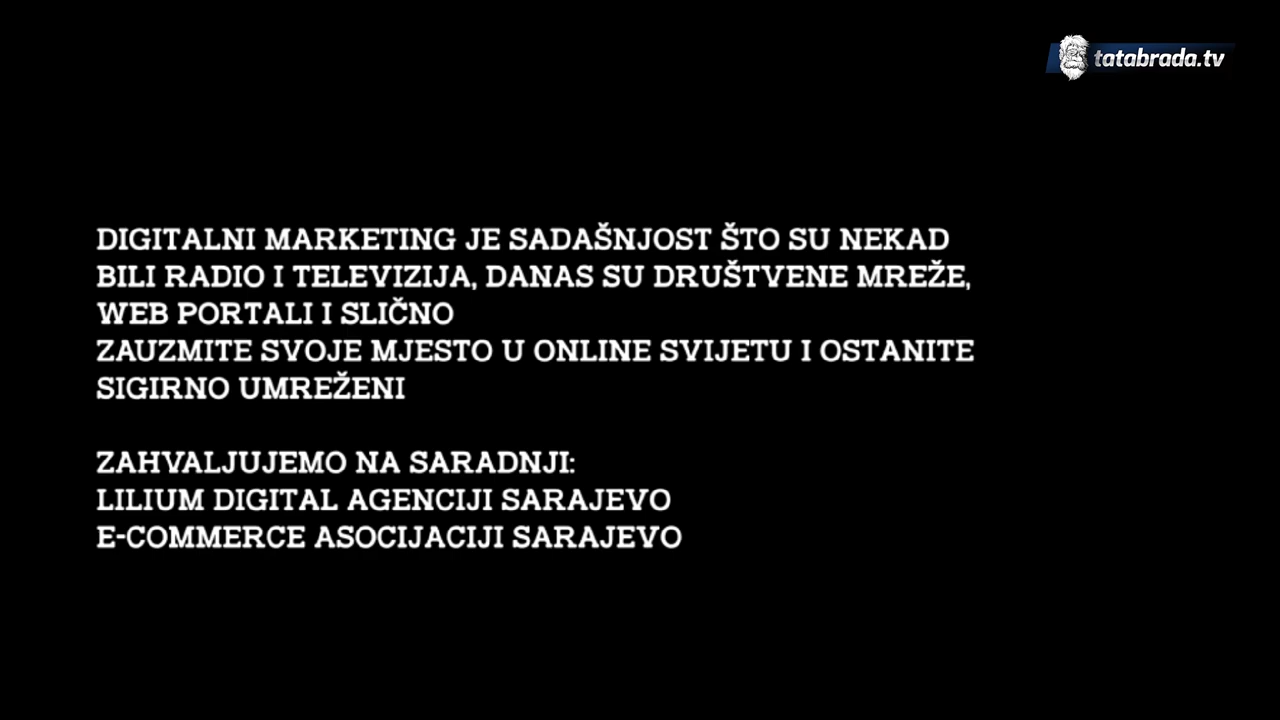 tatabrada.tv
DIGITALNI MARKETING JE SADAŠNJOST ŠTO SU NEKAD
BILI RADIO I TELEVIZIJA, DANAS SU DRUŠTVENE MREŽE,
WEB PORTALI I SLIČNO
ZAUZMITE SVOJE MJESTO U ONLINE SVIJETU I OSTANITE
SIGIRNO UMREŽENI
ZAHVALJUJEMO NA SARADNJI:
LILIUM DIGITAL AGENCIJI SARAJEVO
E-COMMERCE ASOCIJACIJI SARAJEVO